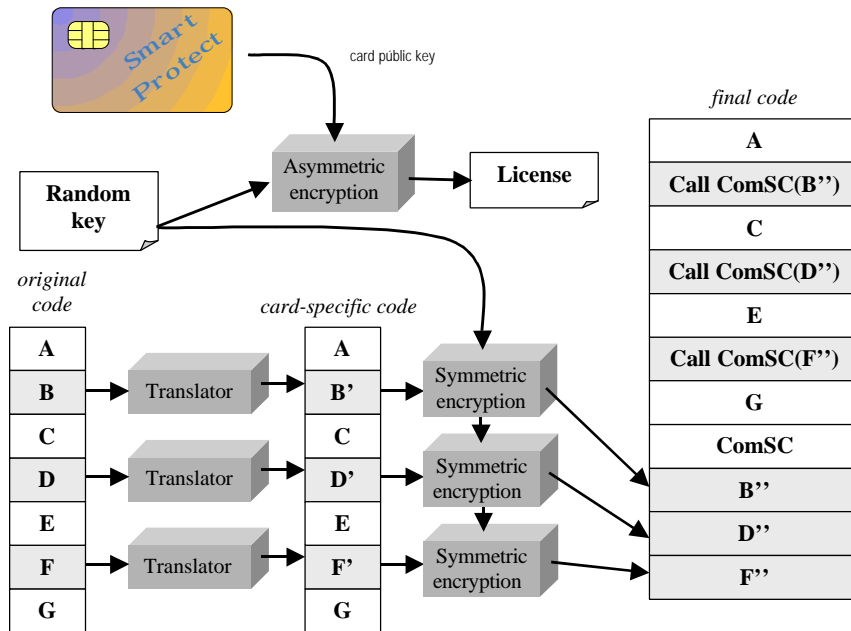 Smart
Protect
card públic key
final code
A
Call ComSC(B’’)
C
Call ComSC(D’’)
E
Call ComSC(F’’)
G
ComSC
B’’
D’’
F’’
Asymmetric
encryption
License
Random
key
original
code
A
B
C
D
E
F
G
Translator
Translator
Translator
card-specific code
A
B’
C
D’
E
F’
G
Symmetric
encryption
Symmetric
encryption
Symmetric
encryption